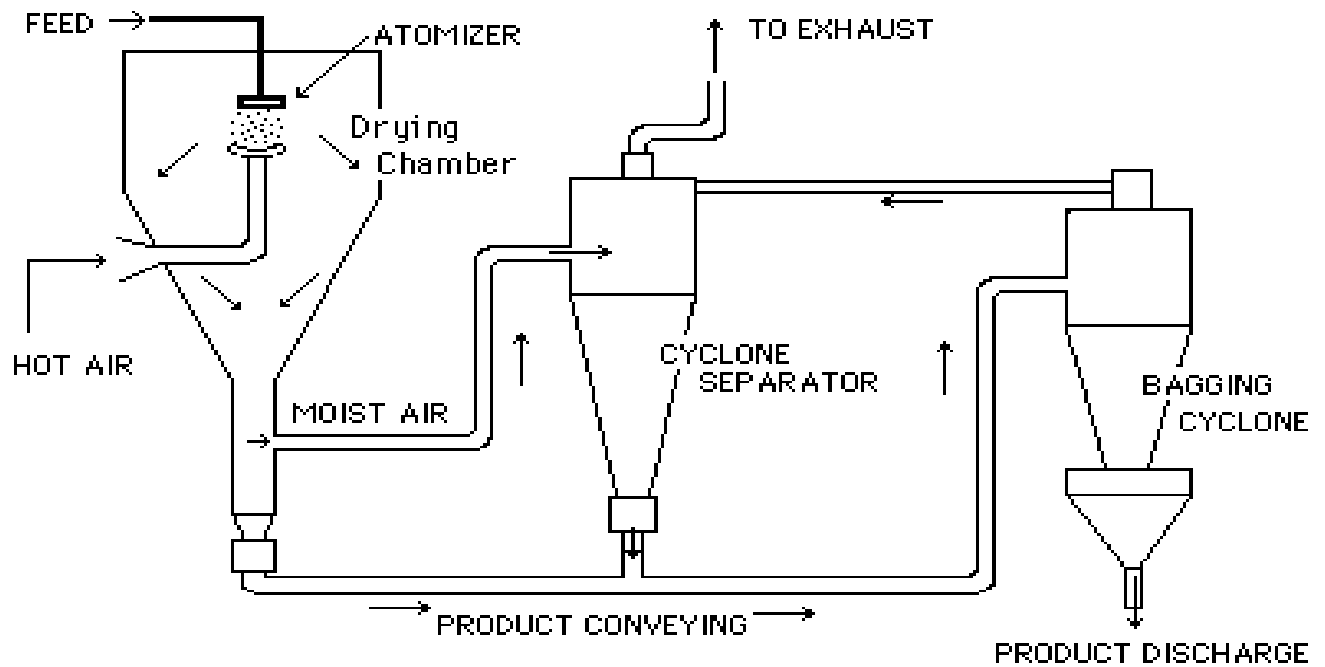 FEED
ATOMIZER
TO EXHAUST
Drying
Chamber
HOT AIR
MOIST AIR
CYCLONE
SEPARATOR
BAGGING
CYCLONE
PRODUCT CONVEYING
PRODUCT DISCHARGE